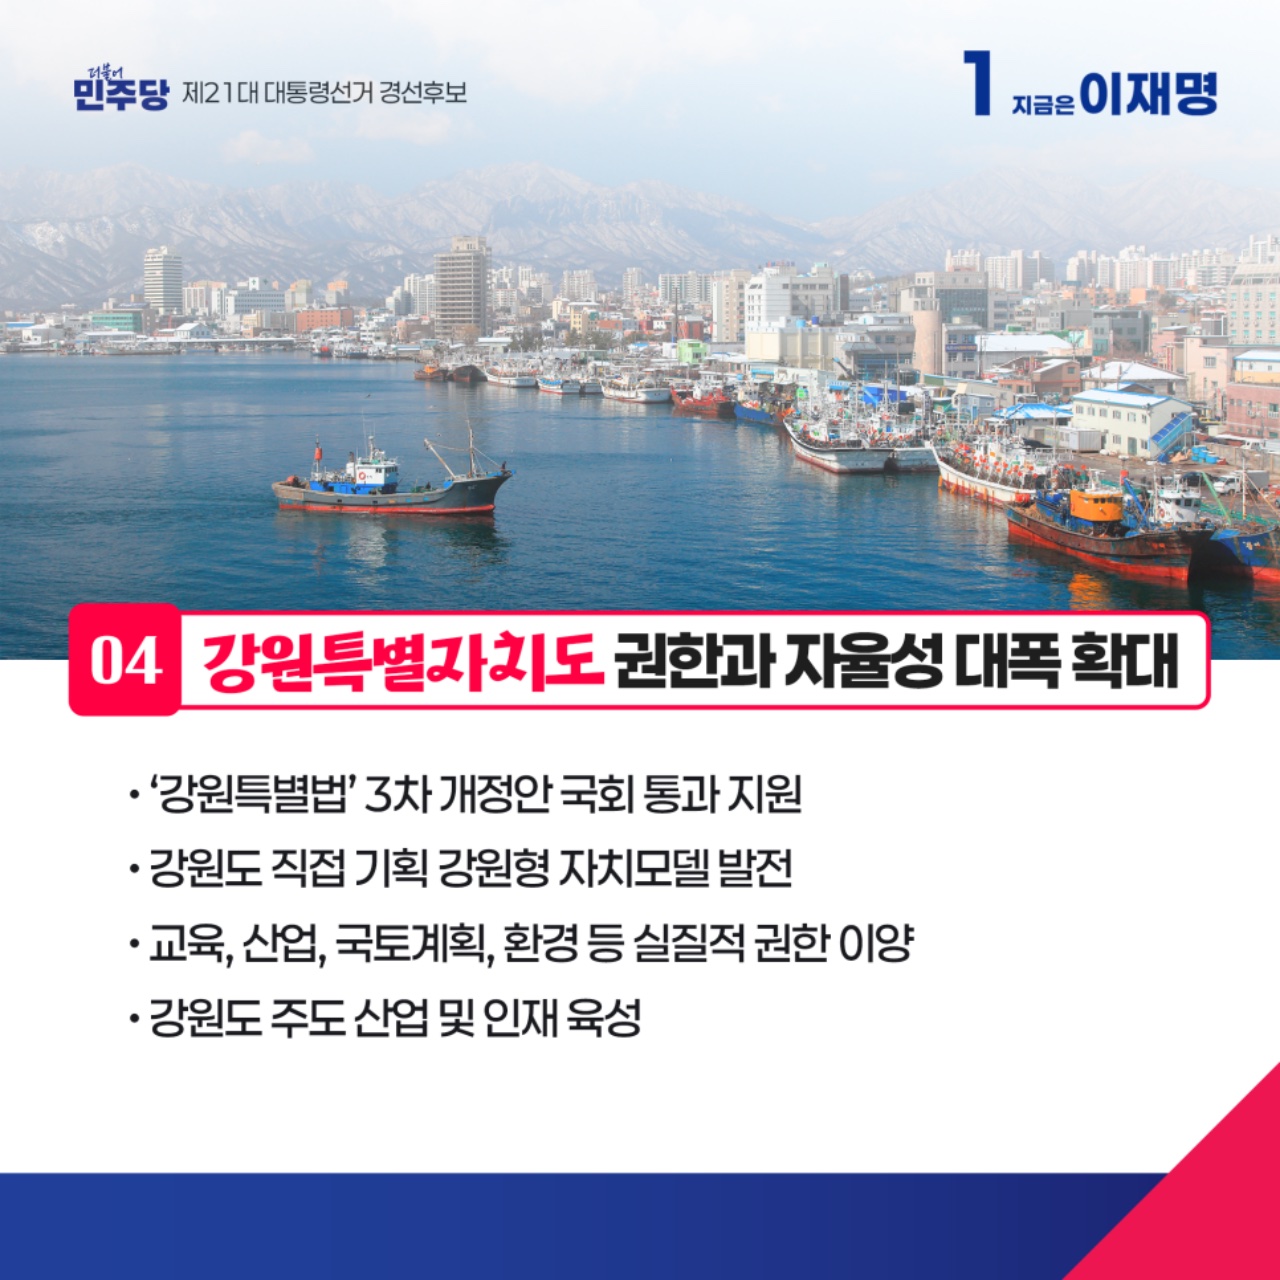 더불어
민주당 제21대 대통령선거 경선후보
1 지금은 이재명
04 강원특별자치도 권한과 자율성 대폭 확대
• ‘강원특별법’ 3차 개정안 국회 통과 지원
• 강원도 직접 기획 강원형 자치모델 발전
• 교육, 산업, 국토계획, 환경 등 실질적 권한 이양
• 강원도 주도 산업 및 인재 육성